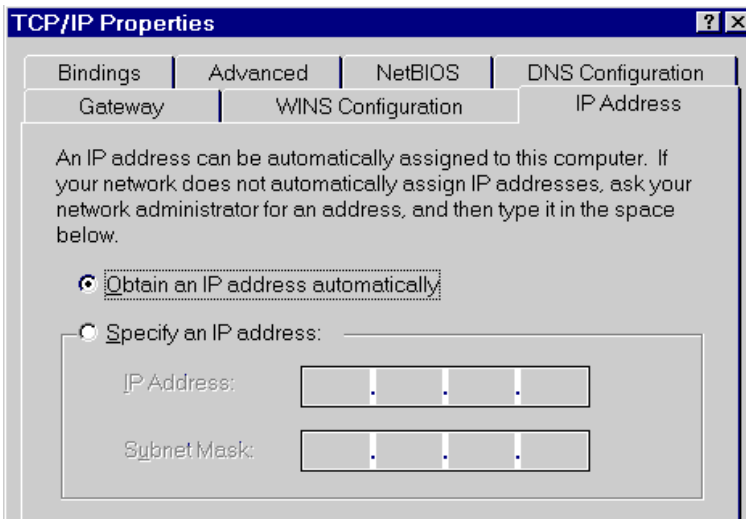 TCP/IP Properties
Bindings Advanced NetBIOS DNS Configuration
Gateway WINS Configuration IP Address
An IP address can be automatically assigned to this computer. If
your network does not automatically assign IP addresses, ask your
network administrator for an address, and then type it in the space
below.
Obtain an IP address automatically
Specify an IP address:
IP Address: . . .
Subnet Mask: . . .